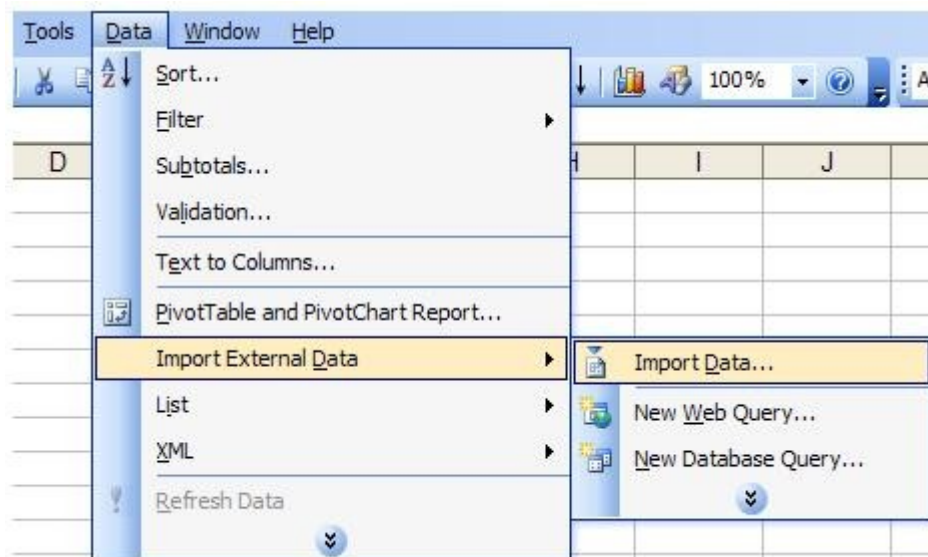 Tools Data Window Help
100% A
D H I J
Sort...
Filter
Subtotals...
Validation...
Text to Columns...
PivotTable and PivotChart Report...
Import External Data
List
XML
Refresh Data
Import Data...
New Web Query...
New Database Query...